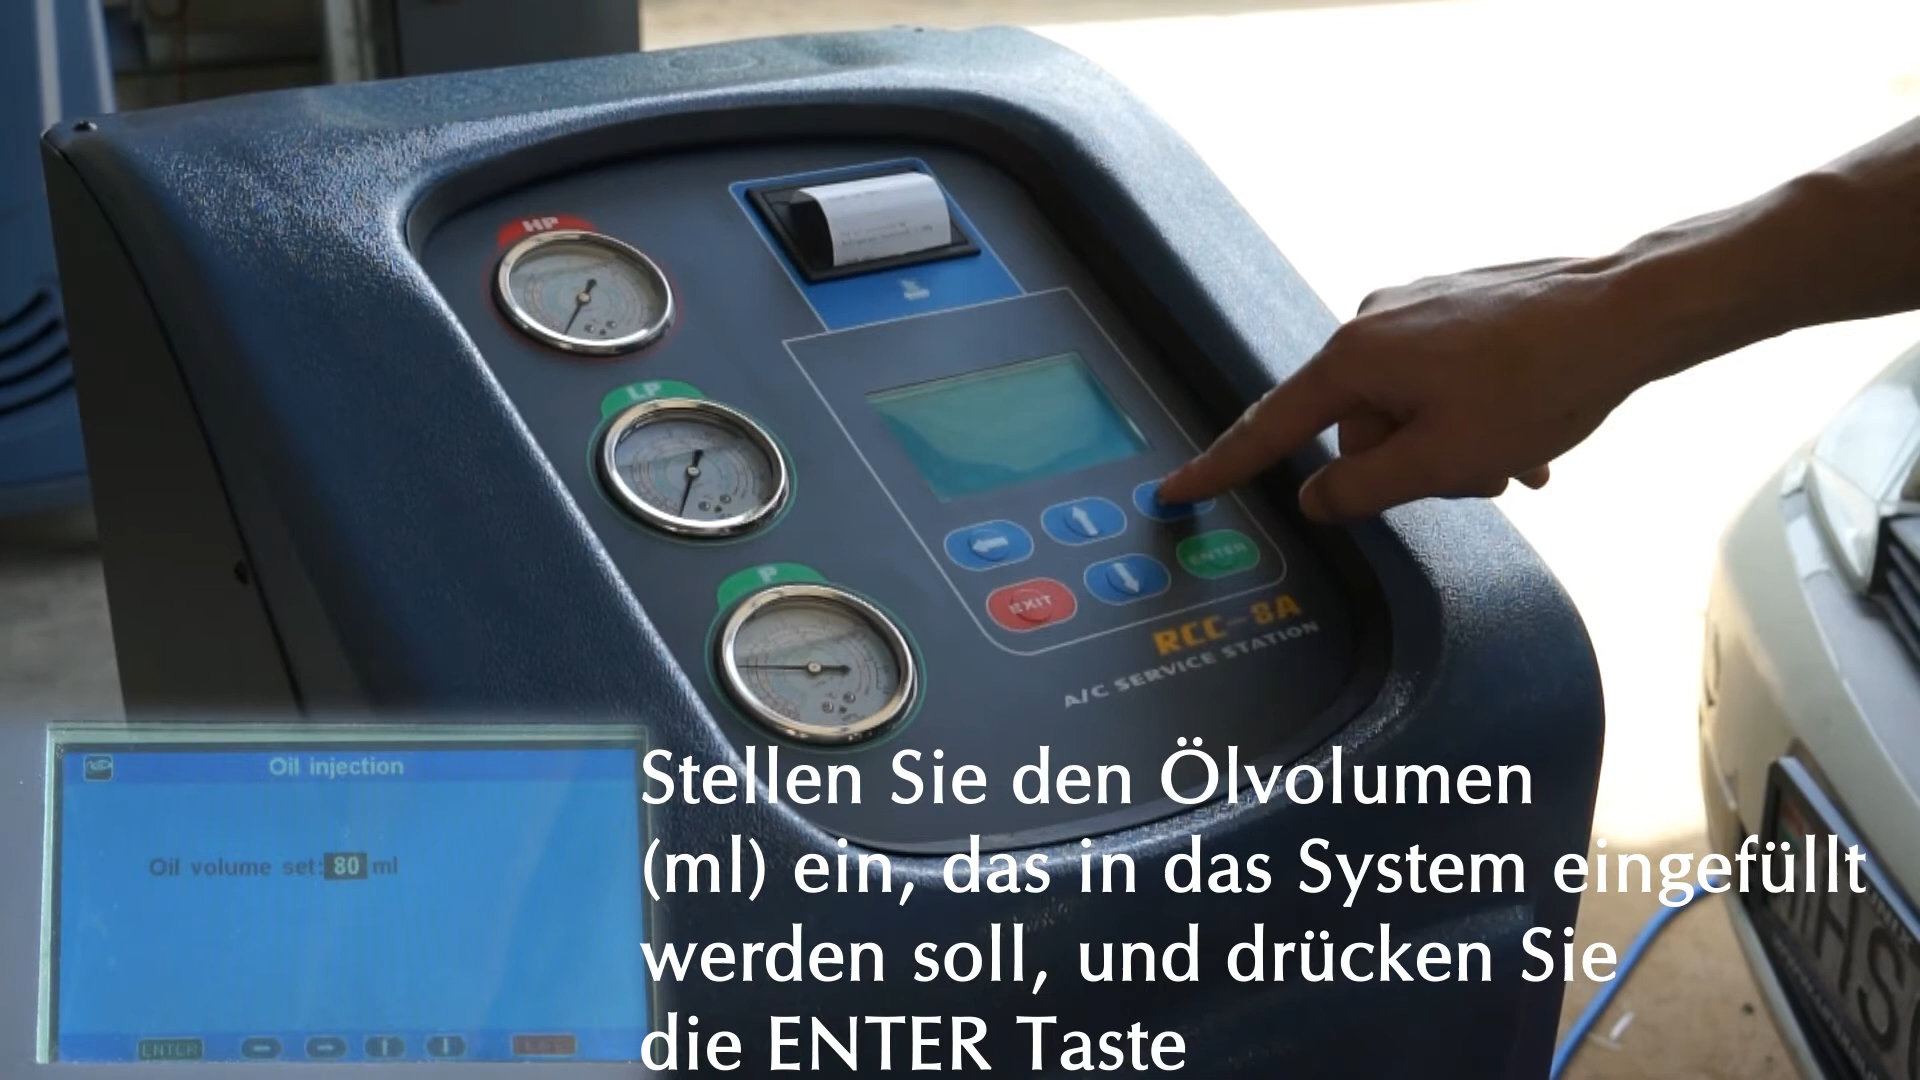 HP
LP
P
EXIT
ENTER
RCC-8A
A/C SERVICE STATION
Oil injection
Oil volume set: 80 ml
ENTER
Stellen Sie den Ölvolumen
(ml) ein, das in das System eingefüllt
werden soll, und drücken Sie
die ENTER Taste